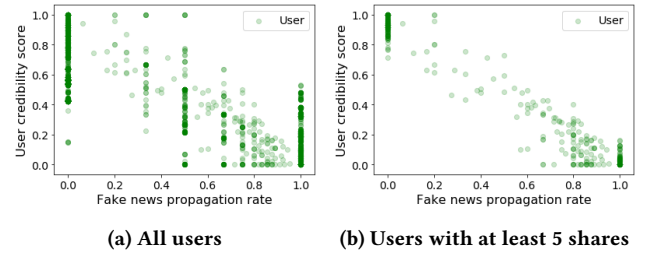 User credibility score
1.0
0.8
0.6
0.4
0.2
0.0
User
0.0 0.2 0.4 0.6 0.8 1.0
Fake news propagation rate
(a) All users
User credibility score
1.0
0.8
0.6
0.4
0.2
0.0
User
0.0 0.2 0.4 0.6 0.8 1.0
Fake news propagation rate
(b) Users with at least 5 shares